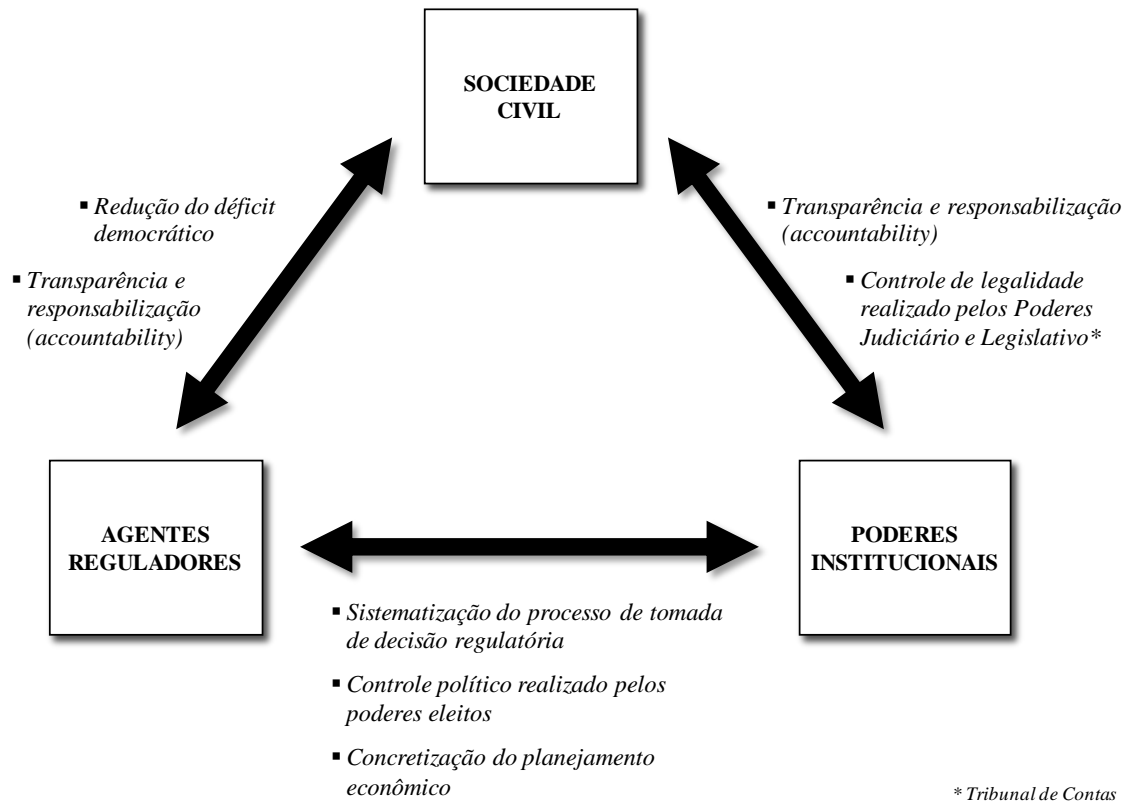 SOCIEDADE
CIVIL
▪ Redução do déficit
democrático
▪ Transparência e
responsabilização
(accountability)
▪ Transparência e responsabilização
(accountability)
▪ Controle de legalidade
realizado pelos Poderes
Judiciário e Legislativo*
AGENTES
REGULADORES
PODERES
INSTITUCIONAIS
▪ Sistematização do processo de tomada
de decisão regulatória
▪ Controle político realizado pelos
poderes eleitos
▪ Concretização do planejamento
econômico
* Tribunal de Contas